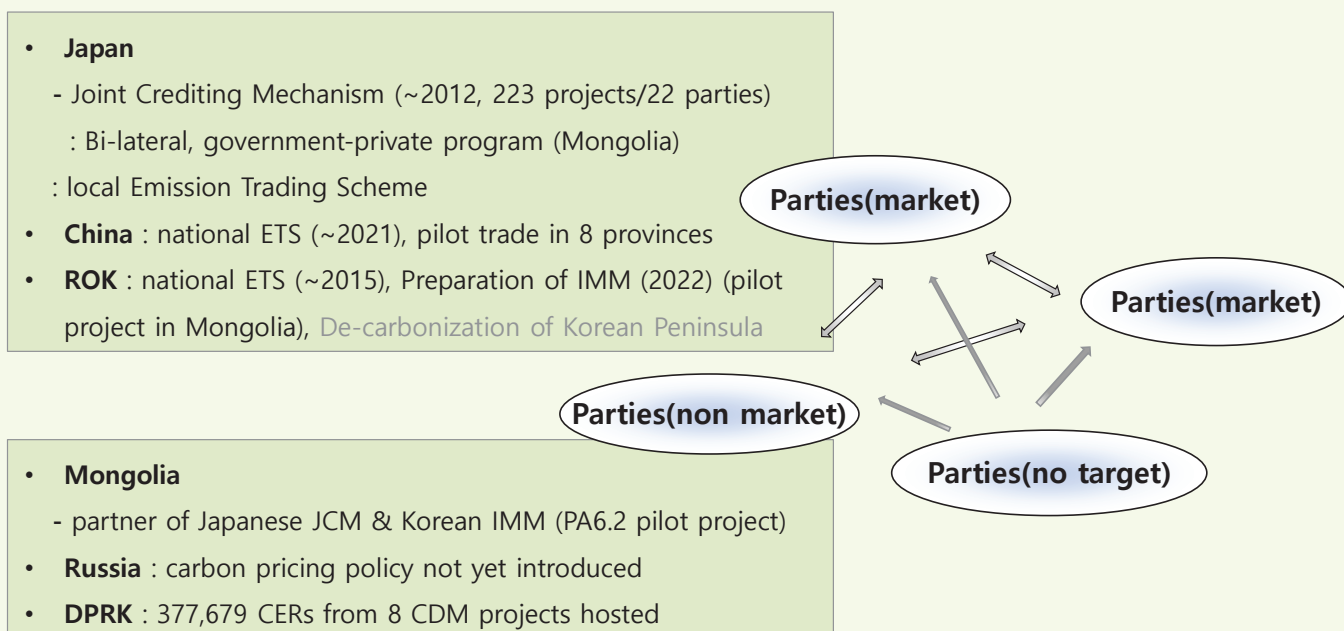 • Japan
- Joint Crediting Mechanism (~2012, 223 projects/22 parties)
: Bi-lateral, government-private program (Mongolia)
: local Emission Trading Scheme
• China : national ETS (~2021), pilot trade in 8 provinces
• ROK : national ETS (~2015), Preparation of IMM (2022) (pilot
project in Mongolia), De-carbonization of Korean Peninsula
Parties(market)
Parties(market)
Parties(non market)
Parties(no target)
• Mongolia
- partner of Japanese JCM & Korean IMM (PA6.2 pilot project)
• Russia : carbon pricing policy not yet introduced
• DPRK : 377,679 CERs from 8 CDM projects hosted